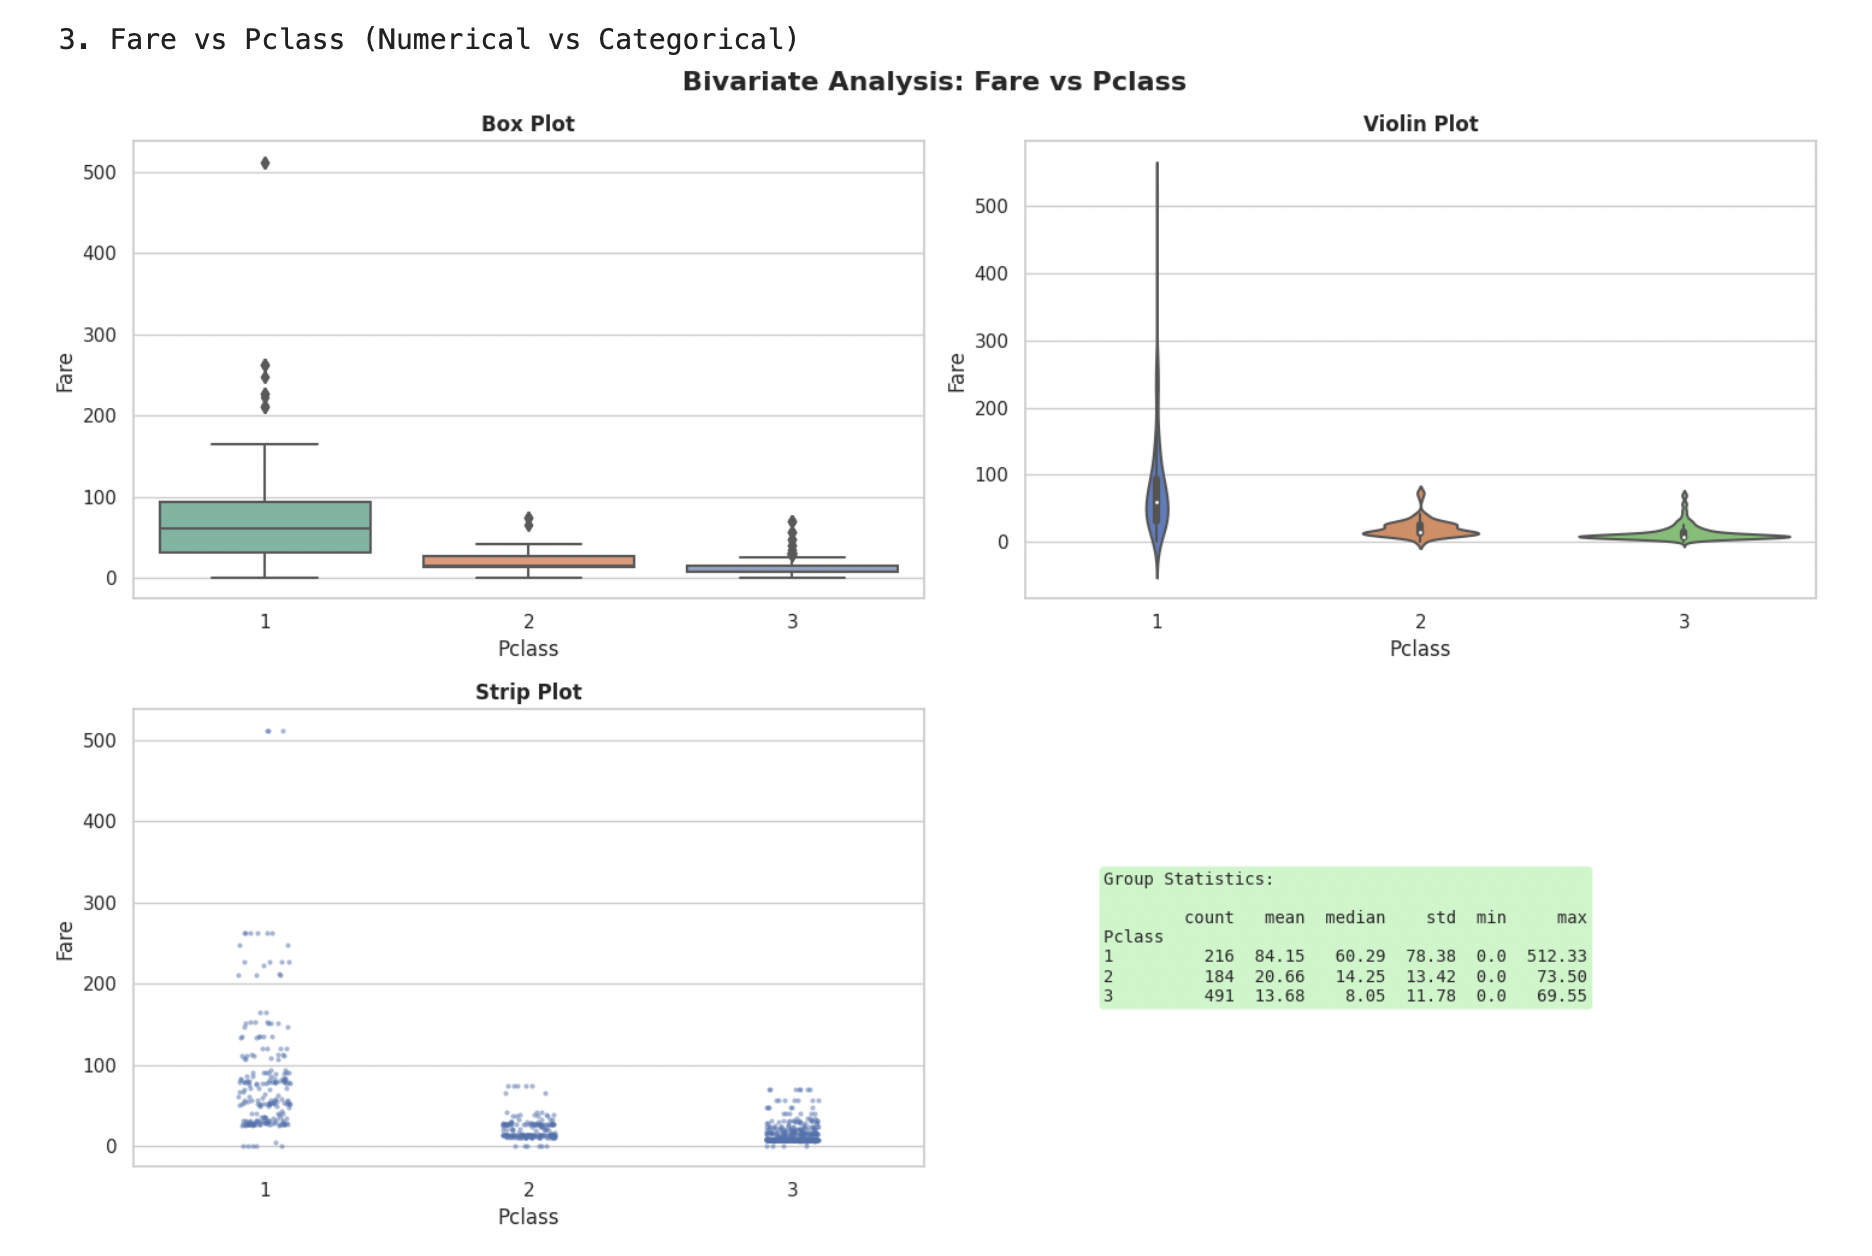 3. Fare vs Pclass (Numerical vs Categorical)
Bivariate Analysis: Fare vs Pclass
Box Plot
500
400
300
200
100
0
Fare
1 2 3
Pclass
Violin Plot
500
400
300
200
100
0
Fare
1 2 3
Pclass
Strip Plot
500
400
300
200
100
0
Fare
1 2 3
Pclass
Group Statistics:
count mean median std min max
Pclass
1 216 84.15 60.29 78.38 0.0 512.33
2 184 20.66 14.25 13.42 0.0 73.50
3 491 13.68 8.05 11.78 0.0 69.55